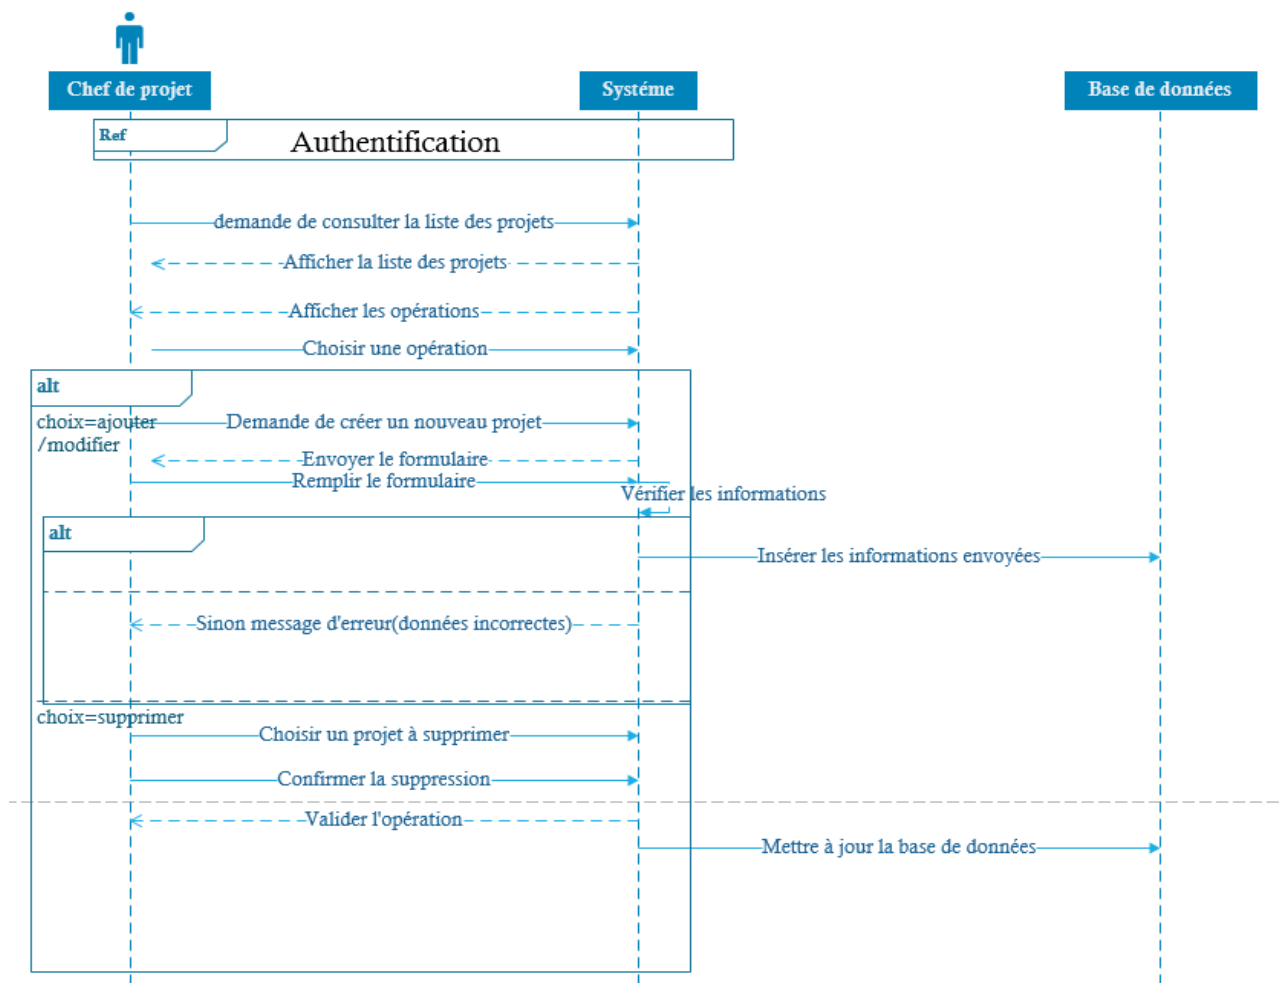 Chef de projet
Systéme
Base de données
Ref
Authentification
demande de consulter la liste des projets
Afficher la liste des projets
Afficher les opérations
Choisir une opération
alt
choix=ajouter
/modifier
Demande de créer un nouveau projet
Envoyer le formulaire
Remplir le formulaire
Vérifier les informations
alt
Insérer les informations envoyées
Sinon message d'erreur(données incorrectes)
choix=supprimer
Choisir un projet à supprimer
Confirmer la suppression
Valider l'opération
Mettre à jour la base de données